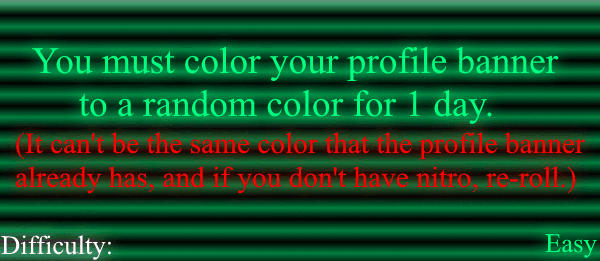 You must color your profile banner
to a random color for 1 day.
(It can't be the same color that the profile banner
already has, and if you don't have nitro, re-roll.)
Difficulty: Easy